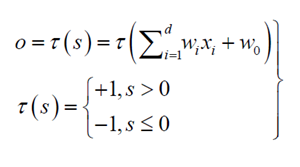 o = τ(s) = τ(∑_{i=1}^{d} w_i x_i + w_0)
τ(s) = {+1, s > 0
−1, s ≤ 0